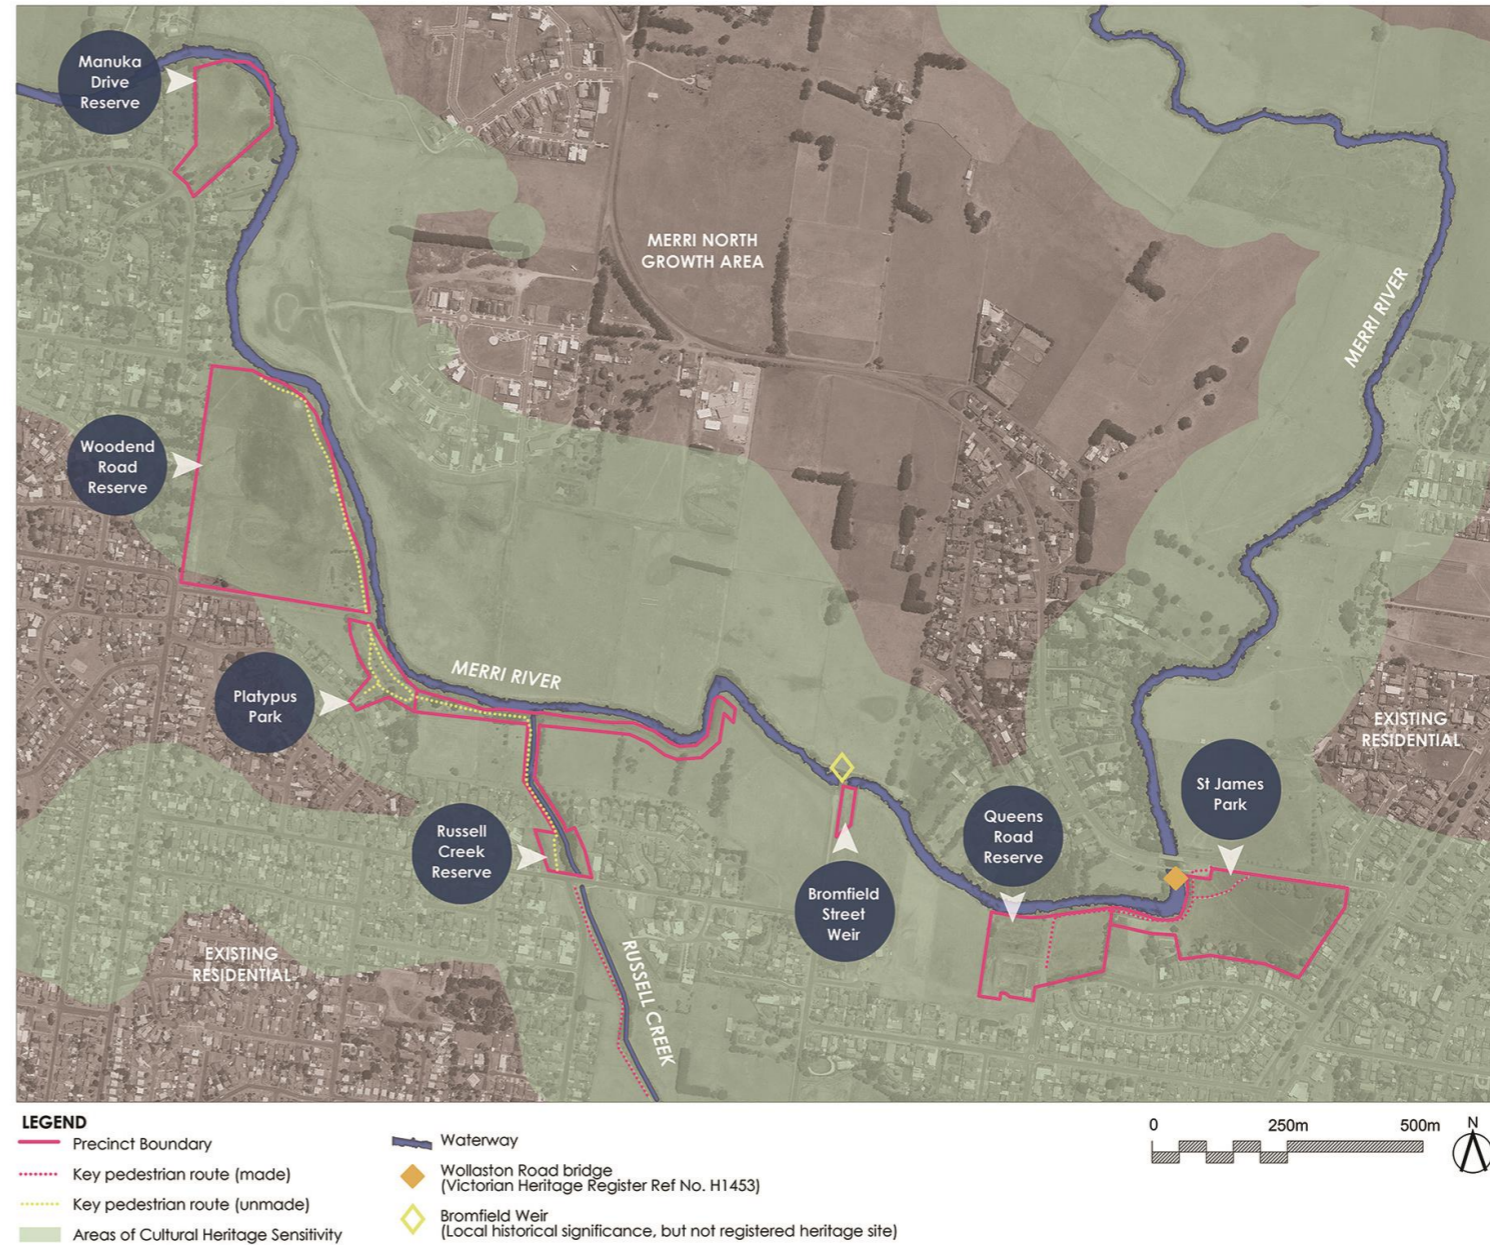 Manuka
Drive
Reserve
MERRI NORTH
GROWTH AREA
MERRI RIVER
Woodend
Road
Reserve
MERRI RIVER
Platypus
Park
EXISTING
RESIDENTIAL
St James
Park
Queens
Road
Reserve
Russell
Creek
Reserve
Bromfield
Street
Weir
EXISTING
RESIDENTIAL
RUSSELL CREEK
LEGEND
Precinct Boundary
Key pedestrian route (made)
Key pedestrian route (unmade)
Areas of Cultural Heritage Sensitivity
Waterway
Wollaston Road bridge
(Victorian Heritage Register Ref No. H1453)
Bromfield Weir
(Local historical significance, but not registered heritage site)
0 250m 500m
N